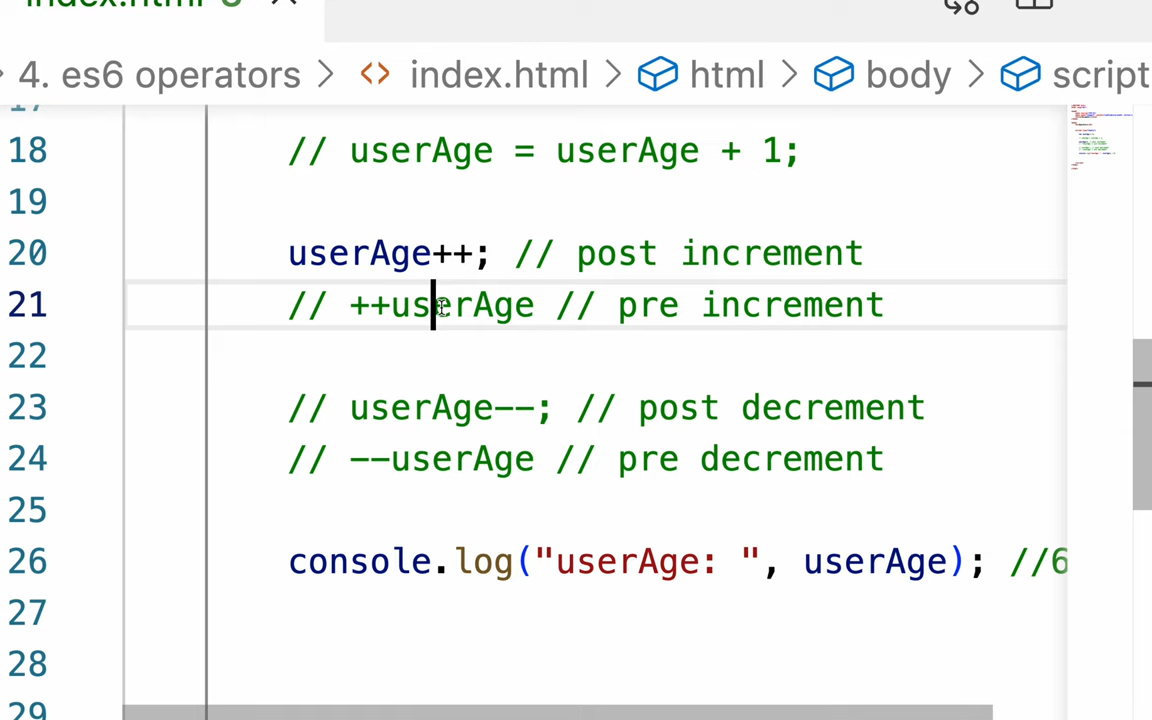 index.html
4. es6 operators > <> index.html > html > body > script
17
18 // userAge = userAge + 1;
19
20 userAge++; // post increment
21 // ++userAge // pre increment
22
23 // userAge--; // post decrement
24 // --userAge // pre decrement
25
26 console.log("userAge: ", userAge); //6
27
28
29